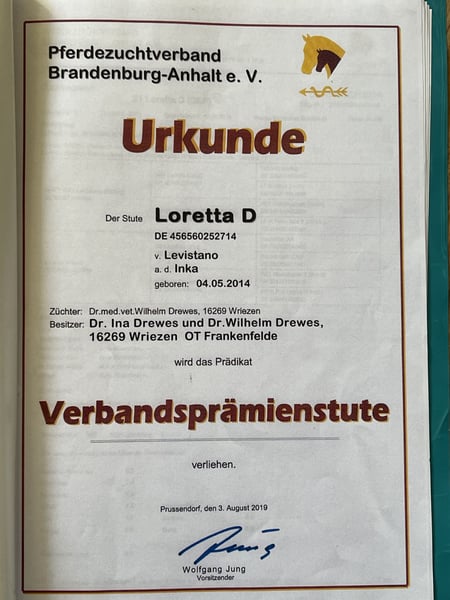 Pferdezuchtverband
Brandenburg-Anhalt e. V.
Urkunde
Der Stute Loretta D
DE 456560252714
v. Levistano
a. d. Inka
geboren: 04.05.2014
Züchter: Dr.med.vet.Wilhelm Drewes, 16269 Wriezen
Besitzer: Dr. Ina Drewes und Dr.Wilhelm Drewes,
16269 Wriezen OT Frankenfelde
wird das Prädikat
Verbandsprämienstute
verliehen.
Prussendorf, den 3. August 2019
Wolfgang Jung
Vorsitzender